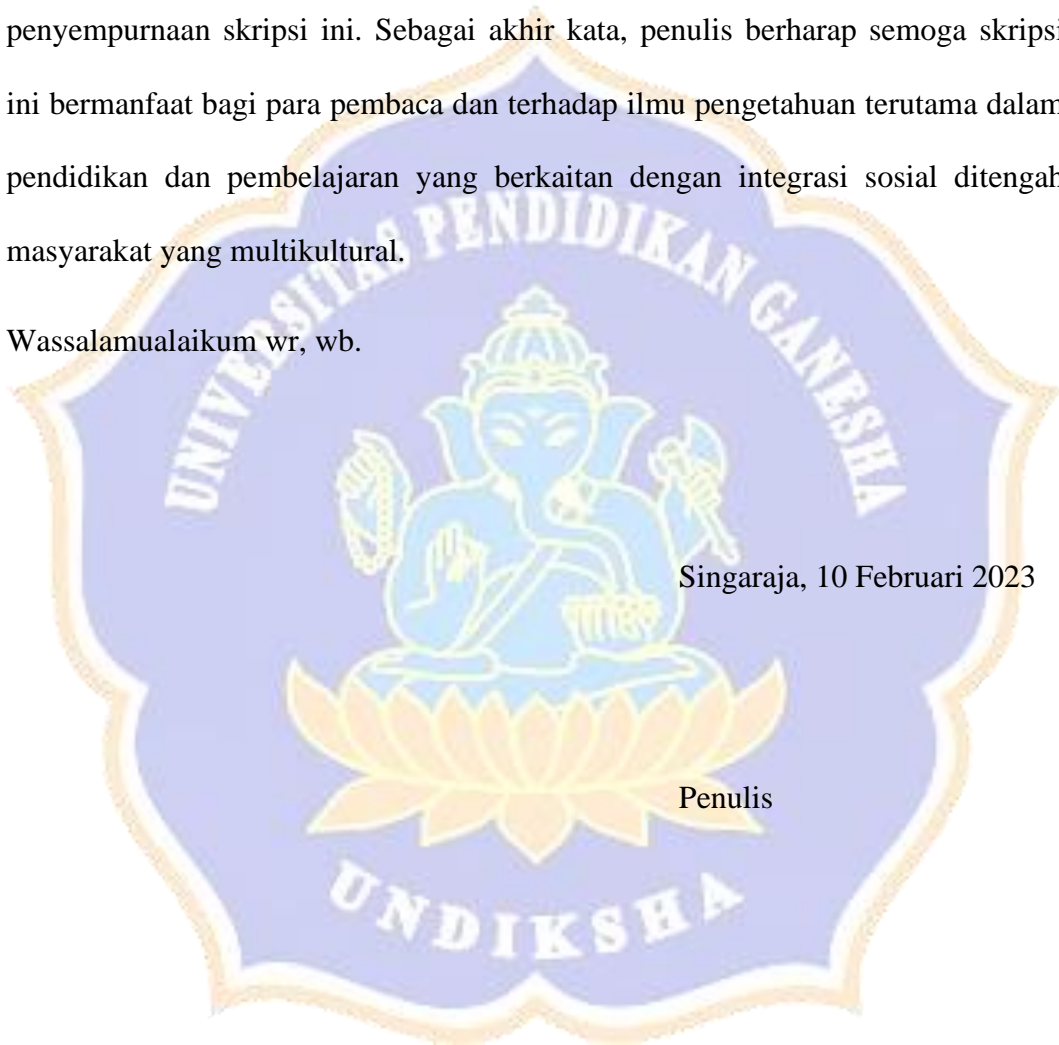 penyempurnaan skripsi ini. Sebagai akhir kata, penulis berharap semoga skripsi
ini bermanfaat bagi para pembaca dan terhadap ilmu pengetahuan terutama dalam
pendidikan dan pembelajaran yang berkaitan dengan integrasi sosial ditengah
masyarakat yang multikultural.
UNIVERSITAS PENDIDIKAN GANESHA
Wassalamualaikum wr, wb.
Singaraja, 10 Februari 2023
Penulis
UNDIKSHA